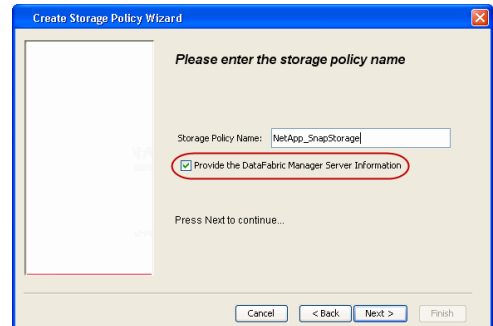 Create Storage Policy Wizard
Please enter the storage policy name
Storage Policy Name: NetApp_SnapStorage
Provide the DataFabric Manager Server Information
Press Next to continue...
Cancel < Back Next > Finish